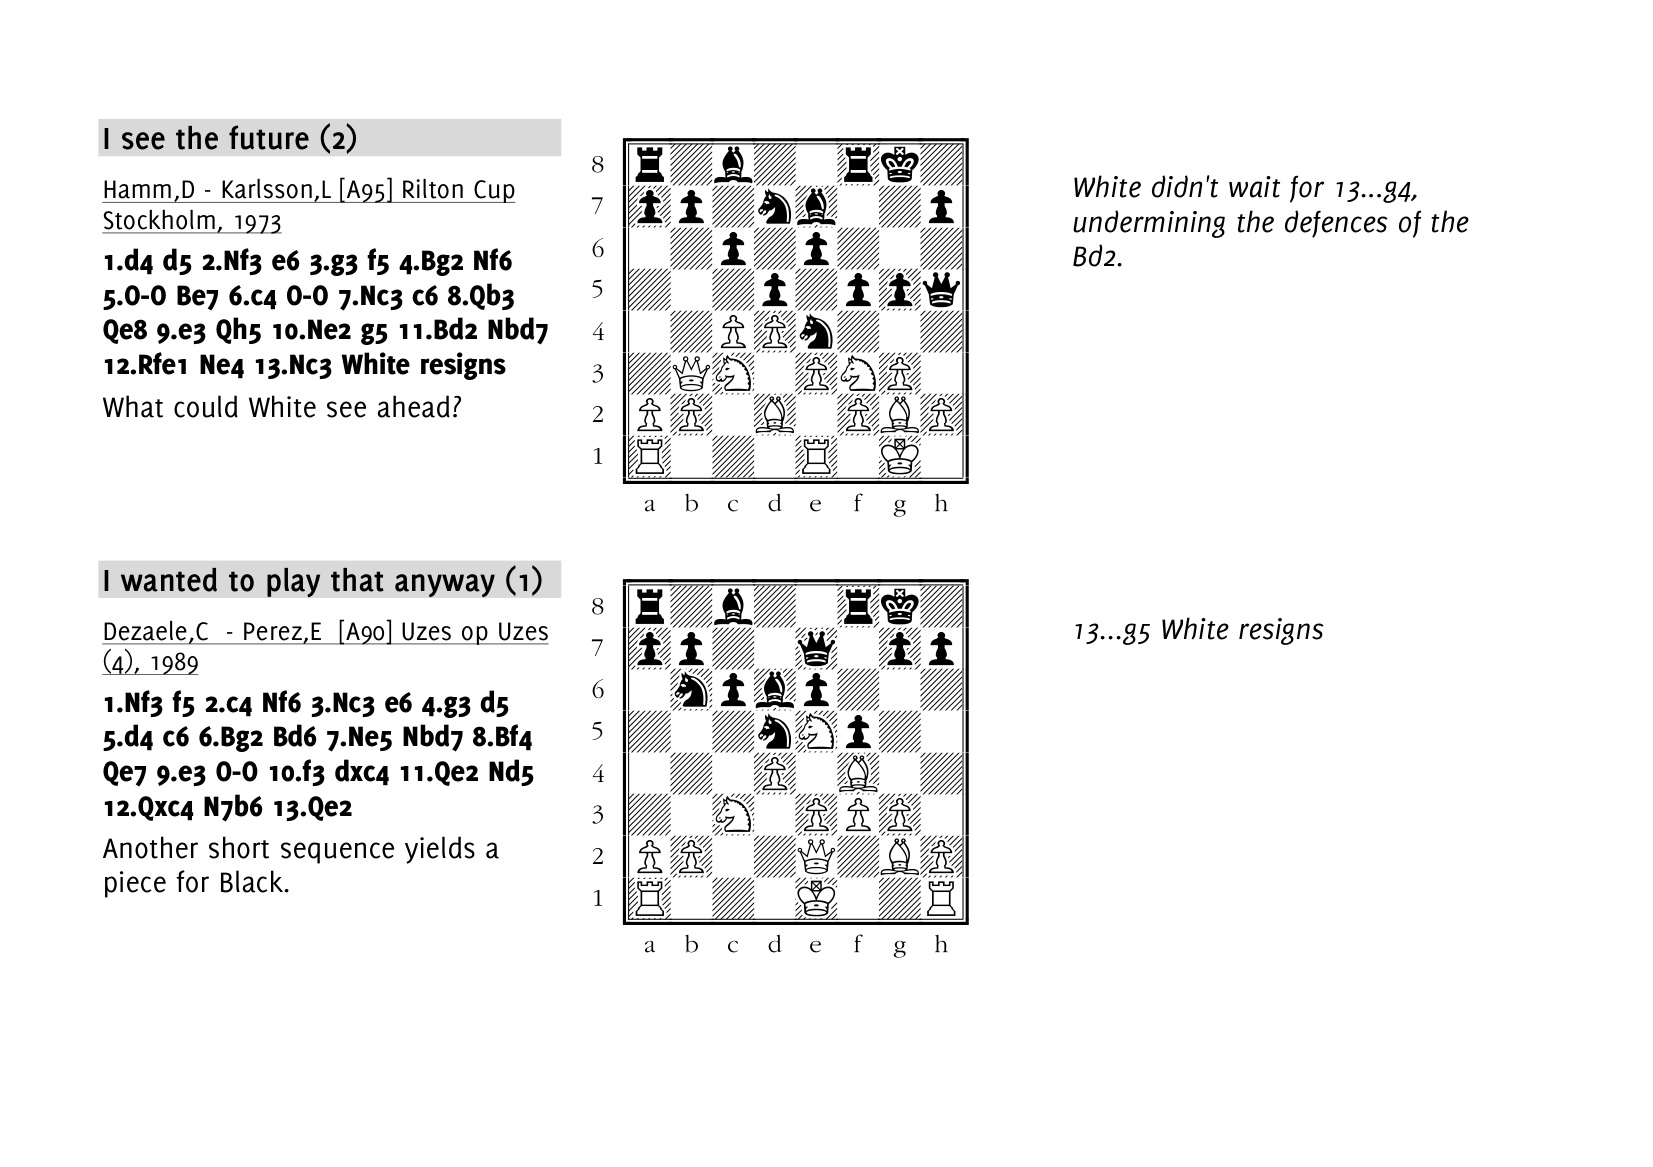 I see the future (2)
Hamm,D - Karlsson,L [A95] Rilton Cup
Stockholm, 1973
1.d4 d5 2.Nf3 e6 3.g3 f5 4.Bg2 Nf6
5.O-O Be7 6.c4 O-O 7.Nc3 c6 8.Qb3
Qe8 9.e3 Qh5 10.Ne2 g5 11.Bd2 Nbd7
12.Rfe1 Ne4 13.Nc3 White resigns
What could White see ahead?
8
7
6
5
4
3
2
1
a b c d e f g h
White didn't wait for 13...g4,
undermining the defences of the
Bd2.
I wanted to play that anyway (1)
Dezaele,C - Perez,E [A90] Uzes op Uzes
(4), 1989
1.Nf3 f5 2.c4 Nf6 3.Nc3 e6 4.g3 d5
5.d4 c6 6.Bg2 Bd6 7.Ne5 Nbd7 8.Bf4
Qe7 9.e3 O-O 10.f3 dxc4 11.Qe2 Nd5
12.Qxc4 N7b6 13.Qe2
Another short sequence yields a
piece for Black.
8
7
6
5
4
3
2
1
a b c d e f g h
13...g5 White resigns